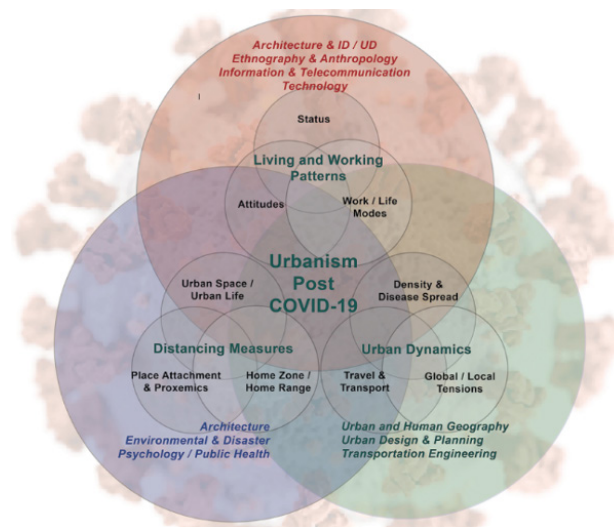 Architecture & ID / UD
Ethnography & Anthropology
Information & Telecommunication
Technology
Status
Living and Working
Patterns
Attitudes
Work / Life
Modes
Urbanism
Post
COVID-19
Urban Space /
Urban Life
Density &
Disease Spread
Distancing Measures
Urban Dynamics
Place Attachment
& Proxemics
Home Zone /
Home Range
Travel &
Transport
Global / Local
Tensions
Architecture
Environmental & Disaster
Psychology / Public Health
Urban and Human Geography
Urban Design & Planning
Transportation Engineering